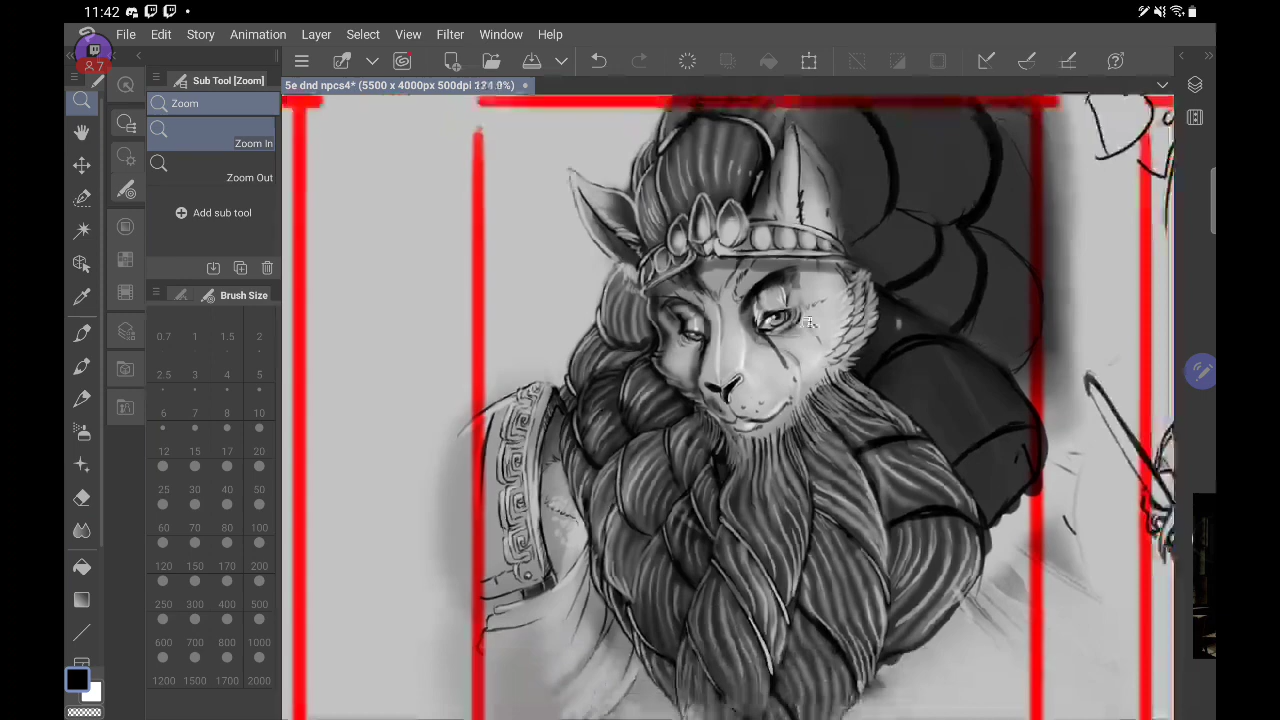 11:42
File Edit Story Animation Layer Select View Filter Window Help
7
Sub Tool [Zoom]
5e dnd npcs4* (5500 x 4000px 500dpi
Zoom
Zoom In
Zoom Out
Add sub tool
Brush Size
0.7 1 1.5 2
2.5 3 4 5
6 7 8 10
12 15 17 20
25 30 40 50
60 70 80 100
120 150 170 200
250 300 400 500
600 700 800 1000
1200 1500 1700 2000